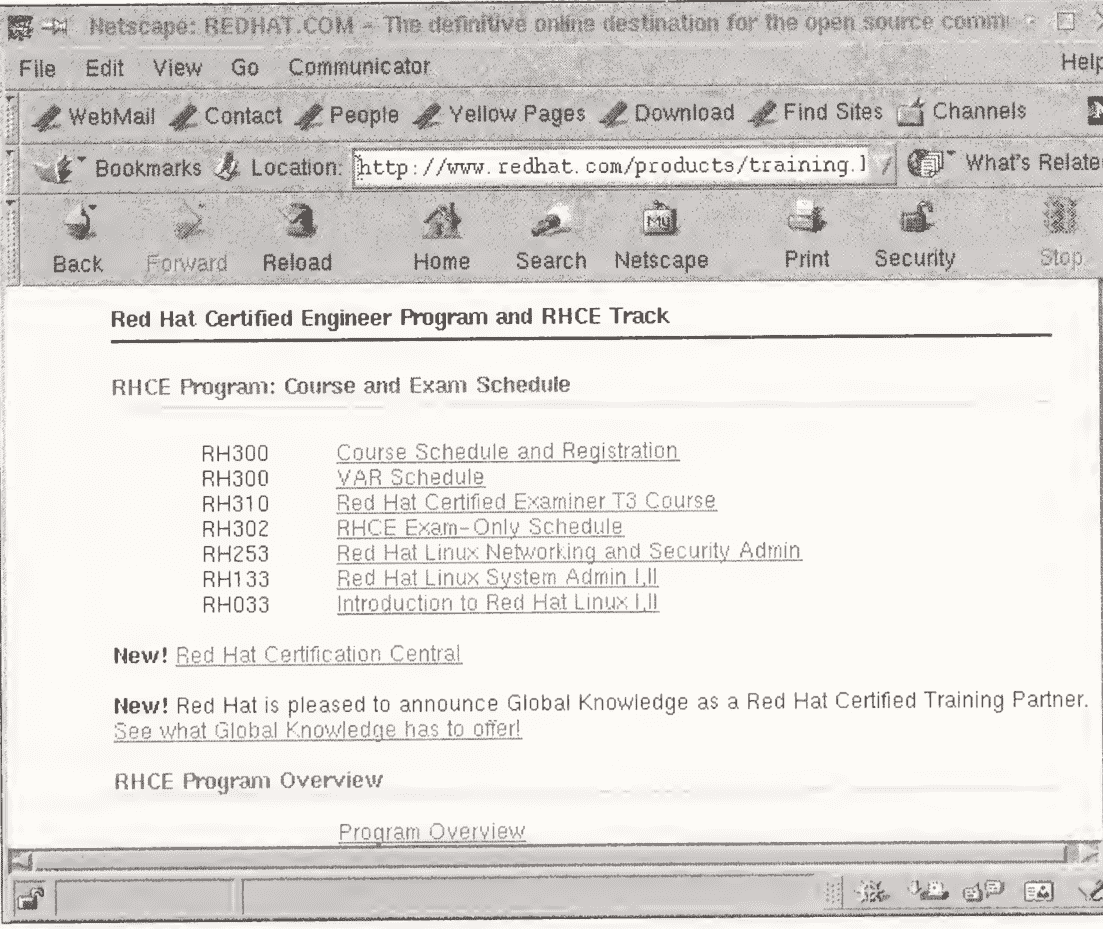 Netscape: REDHAT.COM – The definitive online destination for the open source
File Edit View Go Communicator Help
WebMail Contact People Yellow Pages Download Find Sites Channels
Bookmarks Location: http://www.redhat.com/products/training. What's Relate
Back Forward Reload Home Search Netscape Print Security Stop
My
Red Hat Certified Engineer Program and RHCE Track
RHCE Program: Course and Exam Schedule
RH300 Course Schedule and Registration
RH300 VAR Schedule
RH310 Red Hat Certified Examiner T3 Course
RH302 RHCE Exam-Only Schedule
RH253 Red Hat Linux Networking and Security Admin
RH133 Red Hat Linux System Admin I,II
RH033 Introduction to Red Hat Linux I,II
New! Red Hat Certification Central
New! Red Hat is pleased to announce Global Knowledge as a Red Hat Certified Training Partner.
See what Global Knowledge has to offer!
RHCE Program Overview
Program Overview